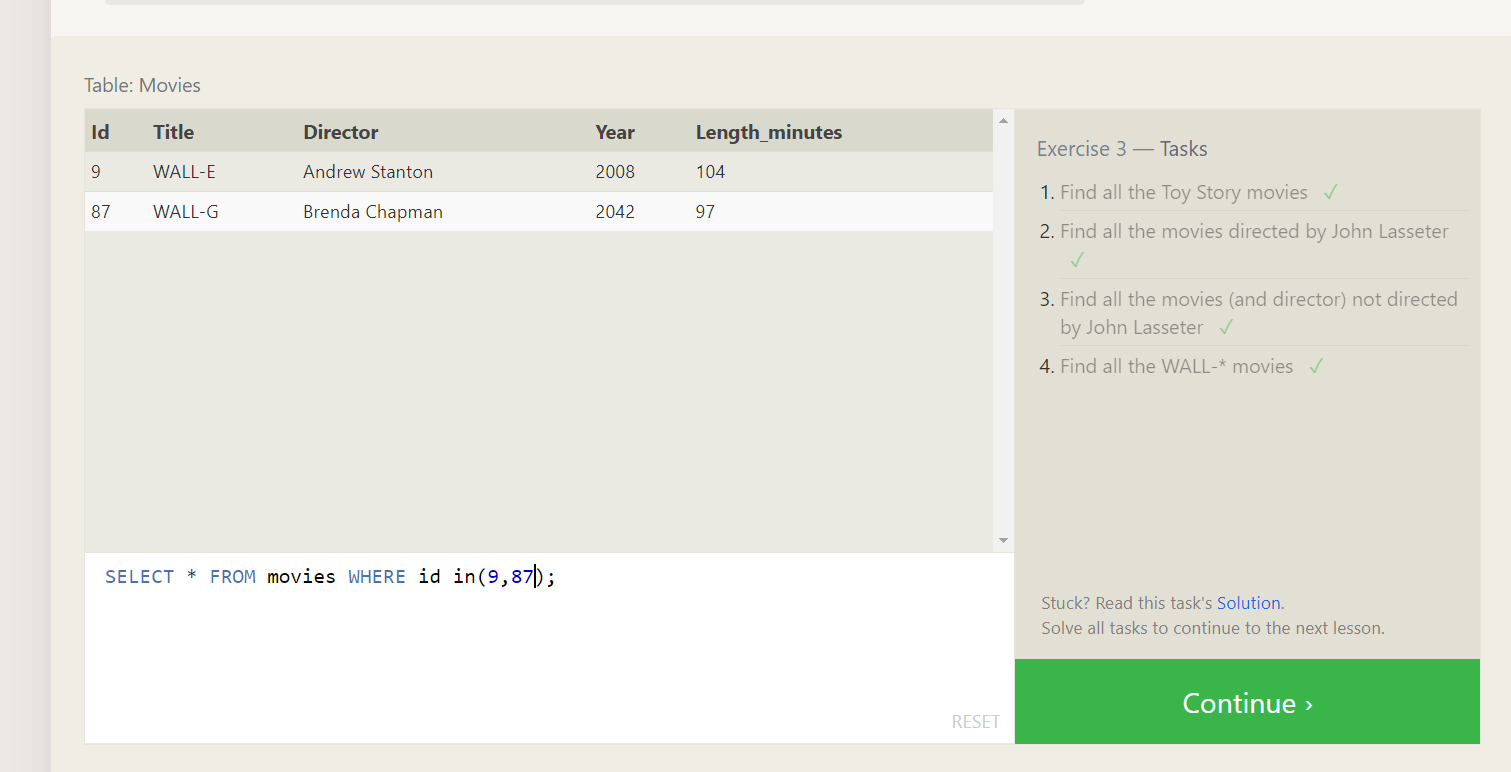 Table: Movies
Id Title Director Year Length_minutes
9 WALL-E Andrew Stanton 2008 104
87 WALL-G Brenda Chapman 2042 97
SELECT * FROM movies WHERE id in(9,87);
RESET
Exercise 3 — Tasks
1. Find all the Toy Story movies ✓
2. Find all the movies directed by John Lasseter
✓
3. Find all the movies (and director) not directed
by John Lasseter ✓
4. Find all the WALL-* movies ✓
Stuck? Read this task's Solution.
Solve all tasks to continue to the next lesson.
Continue ›